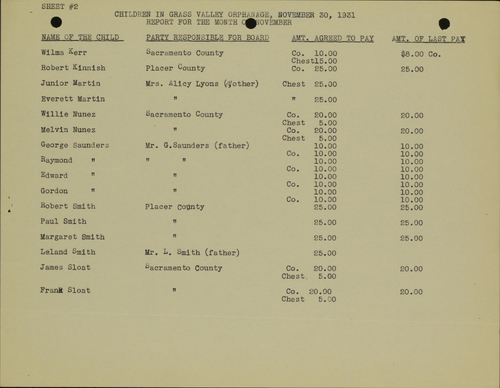 SHEET #2
CHILDREN IN GRASS VALLEY ORPHANAGE, NOVEMBER 30, 1931
REPORT FOR THE MONTH OF NOVEMBER
NAME OF THE CHILD PARTY RESPONSIBLE FOR BOARD AMT. AGREED TO PAY AMT. OF LAST PAY
Wilma Kerr Sacramento County Co. 10.00 $8.00 Co.
Chest15.00
Robert Kinnish Placer County Co. 25.00 25.00
Junior Martin Mrs. Alicy Lyons (Mother) Chest 25.00
Everett Martin " " 25.00
Willie Nunez Sacramento County Co. 20.00 20.00
Chest 5.00
Melvin Nunez " Co. 20.00 20.00
Chest 5.00
George Saunders Mr. G.Saunders (father) 10.00 10.00
Co. 10.00 10.00
Raymond " " " 10.00 10.00
Co. 10.00 10.00
Edward " 10.00 10.00
Co. 10.00 10.00
Gordon " 10.00 10.00
Co. 10.00 10.00
Robert Smith Placer County 25.00 25.00
Paul Smith " 25.00 25.00
Margaret Smith " 25.00 25.00
Leland Smith Mr. L. Smith (father) 25.00
James Sloat Sacramento County Co. 20.00 20.00
Chest 5.00
Frank Sloat " Co. 20.00 20.00
Chest 5.00